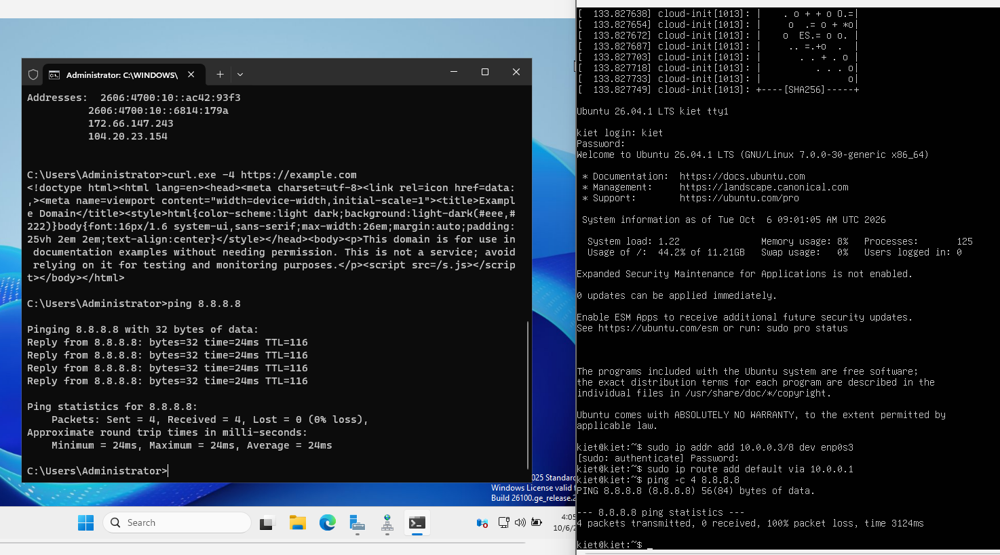 Administrator: C:\WINDOWS\
Addresses:  2606:4700:10::ac42:93f3
          2606:4700:10::6814:179a
          172.66.147.243
          104.20.23.154
C:\Users\Administrator>curl.exe -4 https://example.com
<!doctype html><html lang=en><head><meta charset=utf-8><link rel=icon href=data:
,><meta name=viewport content="width=device-width,initial-scale=1"><title>Exampl
e Domain</title><style>html{color-scheme:light dark;background:light-dark(#eee,#
222)}body{font:16px/1.6 system-ui,sans-serif;max-width:26em;margin:auto;padding:
25vh 2em 2em;text-align:center}</style></head><body><p>This domain is for use in
 documentation examples without needing permission. This is not a service; avoid
 relying on it for testing and monitoring purposes.</p><script src=/s.js></scrip
t></body></html>
C:\Users\Administrator>ping 8.8.8.8
Pinging 8.8.8.8 with 32 bytes of data:
Reply from 8.8.8.8: bytes=32 time=24ms TTL=116
Reply from 8.8.8.8: bytes=32 time=24ms TTL=116
Reply from 8.8.8.8: bytes=32 time=24ms TTL=116
Reply from 8.8.8.8: bytes=32 time=24ms TTL=116
Ping statistics for 8.8.8.8:
    Packets: Sent = 4, Received = 4, Lost = 0 (0% loss),
Approximate round trip times in milli-seconds:
    Minimum = 24ms, Maximum = 24ms, Average = 24ms
C:\Users\Administrator>
025 Standard
Windows License valid
Build 26100.ge_release.2
Search
4:05
10/6/2
[  133.827638] cloud-init[1013]: |    . o + + o O.=|
[  133.827654] cloud-init[1013]: |     o  .= o + *o|
[  133.827672] cloud-init[1013]: |    o  ES.= o o. |
[  133.827687] cloud-init[1013]: |     .. =.+o  .  |
[  133.827703] cloud-init[1013]: |       . . + . o |
[  133.827718] cloud-init[1013]: |          . . . o|
[  133.827733] cloud-init[1013]: |                o|
[  133.827749] cloud-init[1013]: +----[SHA256]-----+
Ubuntu 26.04.1 LTS kiet tty1
kiet login: kiet
Password:
Welcome to Ubuntu 26.04.1 LTS (GNU/Linux 7.0.0-30-generic x86_64)
 * Documentation:  https://docs.ubuntu.com
 * Management:     https://landscape.canonical.com
 * Support:        https://ubuntu.com/pro
 System information as of Tue Oct  6 09:01:05 AM UTC 2026
  System load: 1.22               Memory usage: 8%   Processes:       125
  Usage of /:  44.2% of 11.21GB   Swap usage:   0%   Users logged in: 0
Expanded Security Maintenance for Applications is not enabled.
0 updates can be applied immediately.
Enable ESM Apps to receive additional future security updates.
See https://ubuntu.com/esm or run: sudo pro status
The programs included with the Ubuntu system are free software;
the exact distribution terms for each program are described in the
individual files in /usr/share/doc/*/copyright.
Ubuntu comes with ABSOLUTELY NO WARRANTY, to the extent permitted by
applicable law.
kiet@kiet:~$ sudo ip addr add 10.0.0.3/8 dev enp0s3
[sudo: authenticate] Password:
kiet@kiet:~$ sudo ip route add default via 10.0.0.1
kiet@kiet:~$ ping -c 4 8.8.8.8
PING 8.8.8.8 (8.8.8.8) 56(84) bytes of data.
--- 8.8.8.8 ping statistics ---
4 packets transmitted, 0 received, 100% packet loss, time 3124ms
kiet@kiet:~$ _